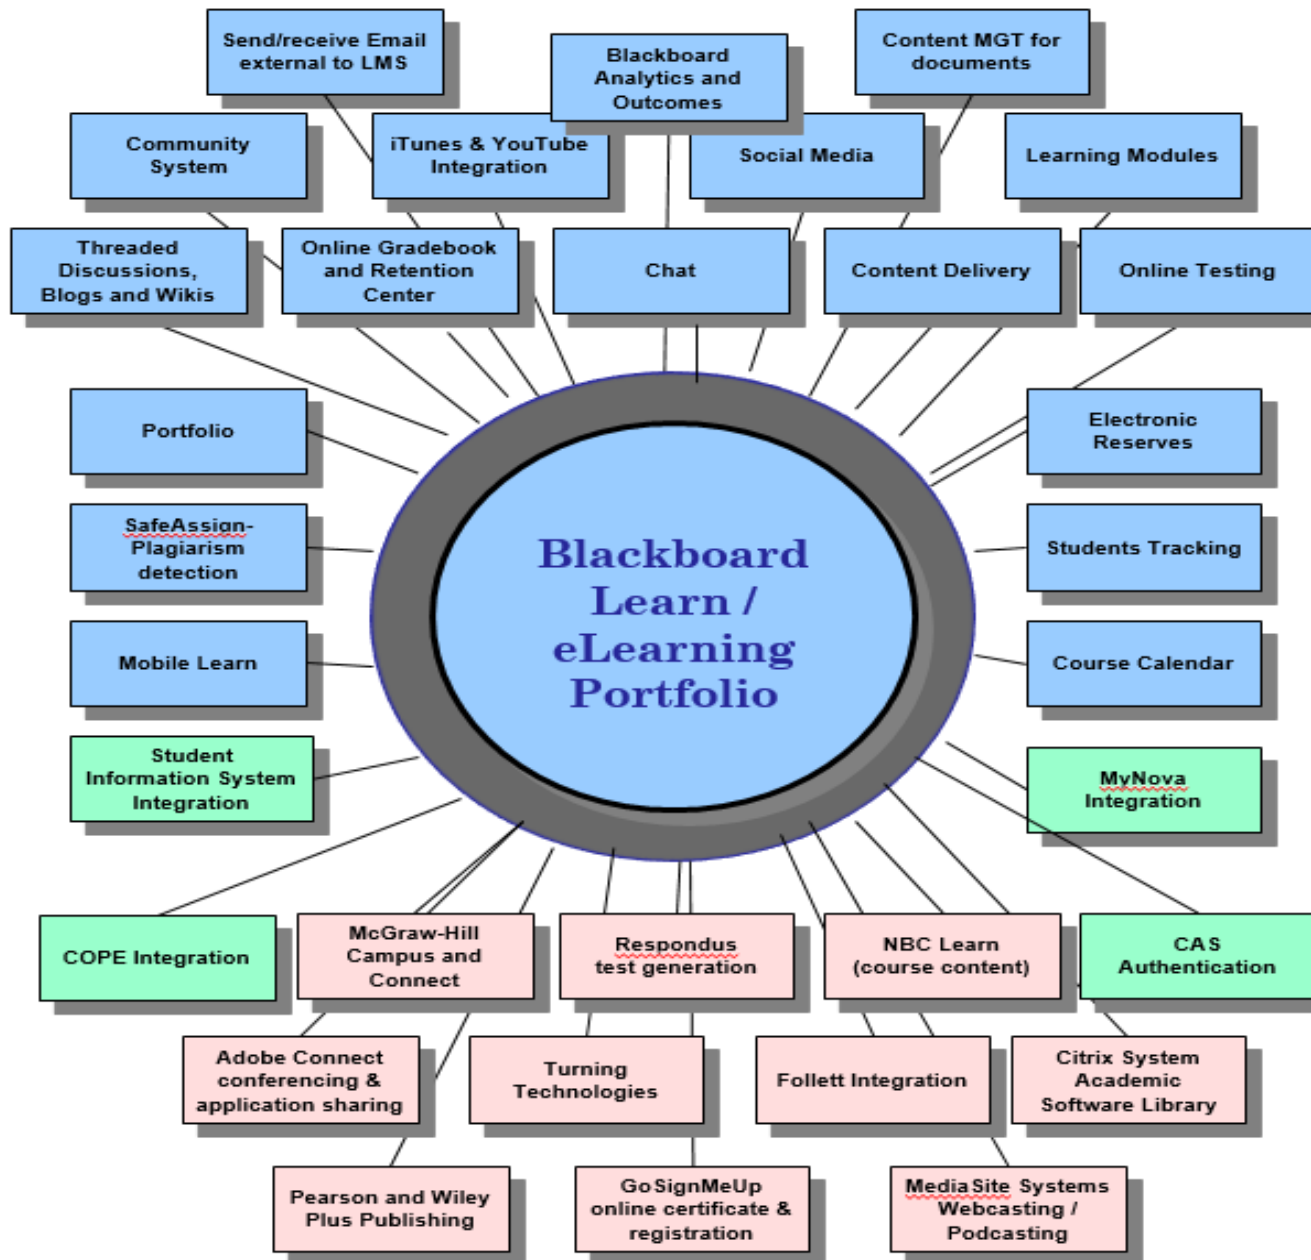 Send/receive Email
external to LMS
Blackboard
Analytics and
Outcomes
Content MGT for
documents
Community
System
iTunes & YouTube
Integration
Social Media
Learning Modules
Threaded
Discussions,
Blogs and Wikis
Online Gradebook
and Retention
Center
Chat
Content Delivery
Online Testing
Portfolio
Electronic
Reserves
SafeAssign-
Plagiarism
detection
Students Tracking
Mobile Learn
Course Calendar
Blackboard
Learn /
eLearning
Portfolio
Student
Information System
Integration
MyNova
Integration
COPE Integration
McGraw-Hill
Campus and
Connect
Respondus
test generation
NBC Learn
(course content)
CAS
Authentication
Adobe Connect
conferencing &
application sharing
Turning
Technologies
Follett Integration
Citrix System
Academic
Software Library
Pearson and Wiley
Plus Publishing
GoSignMeUp
online certificate &
registration
MediaSite Systems
Webcasting /
Podcasting